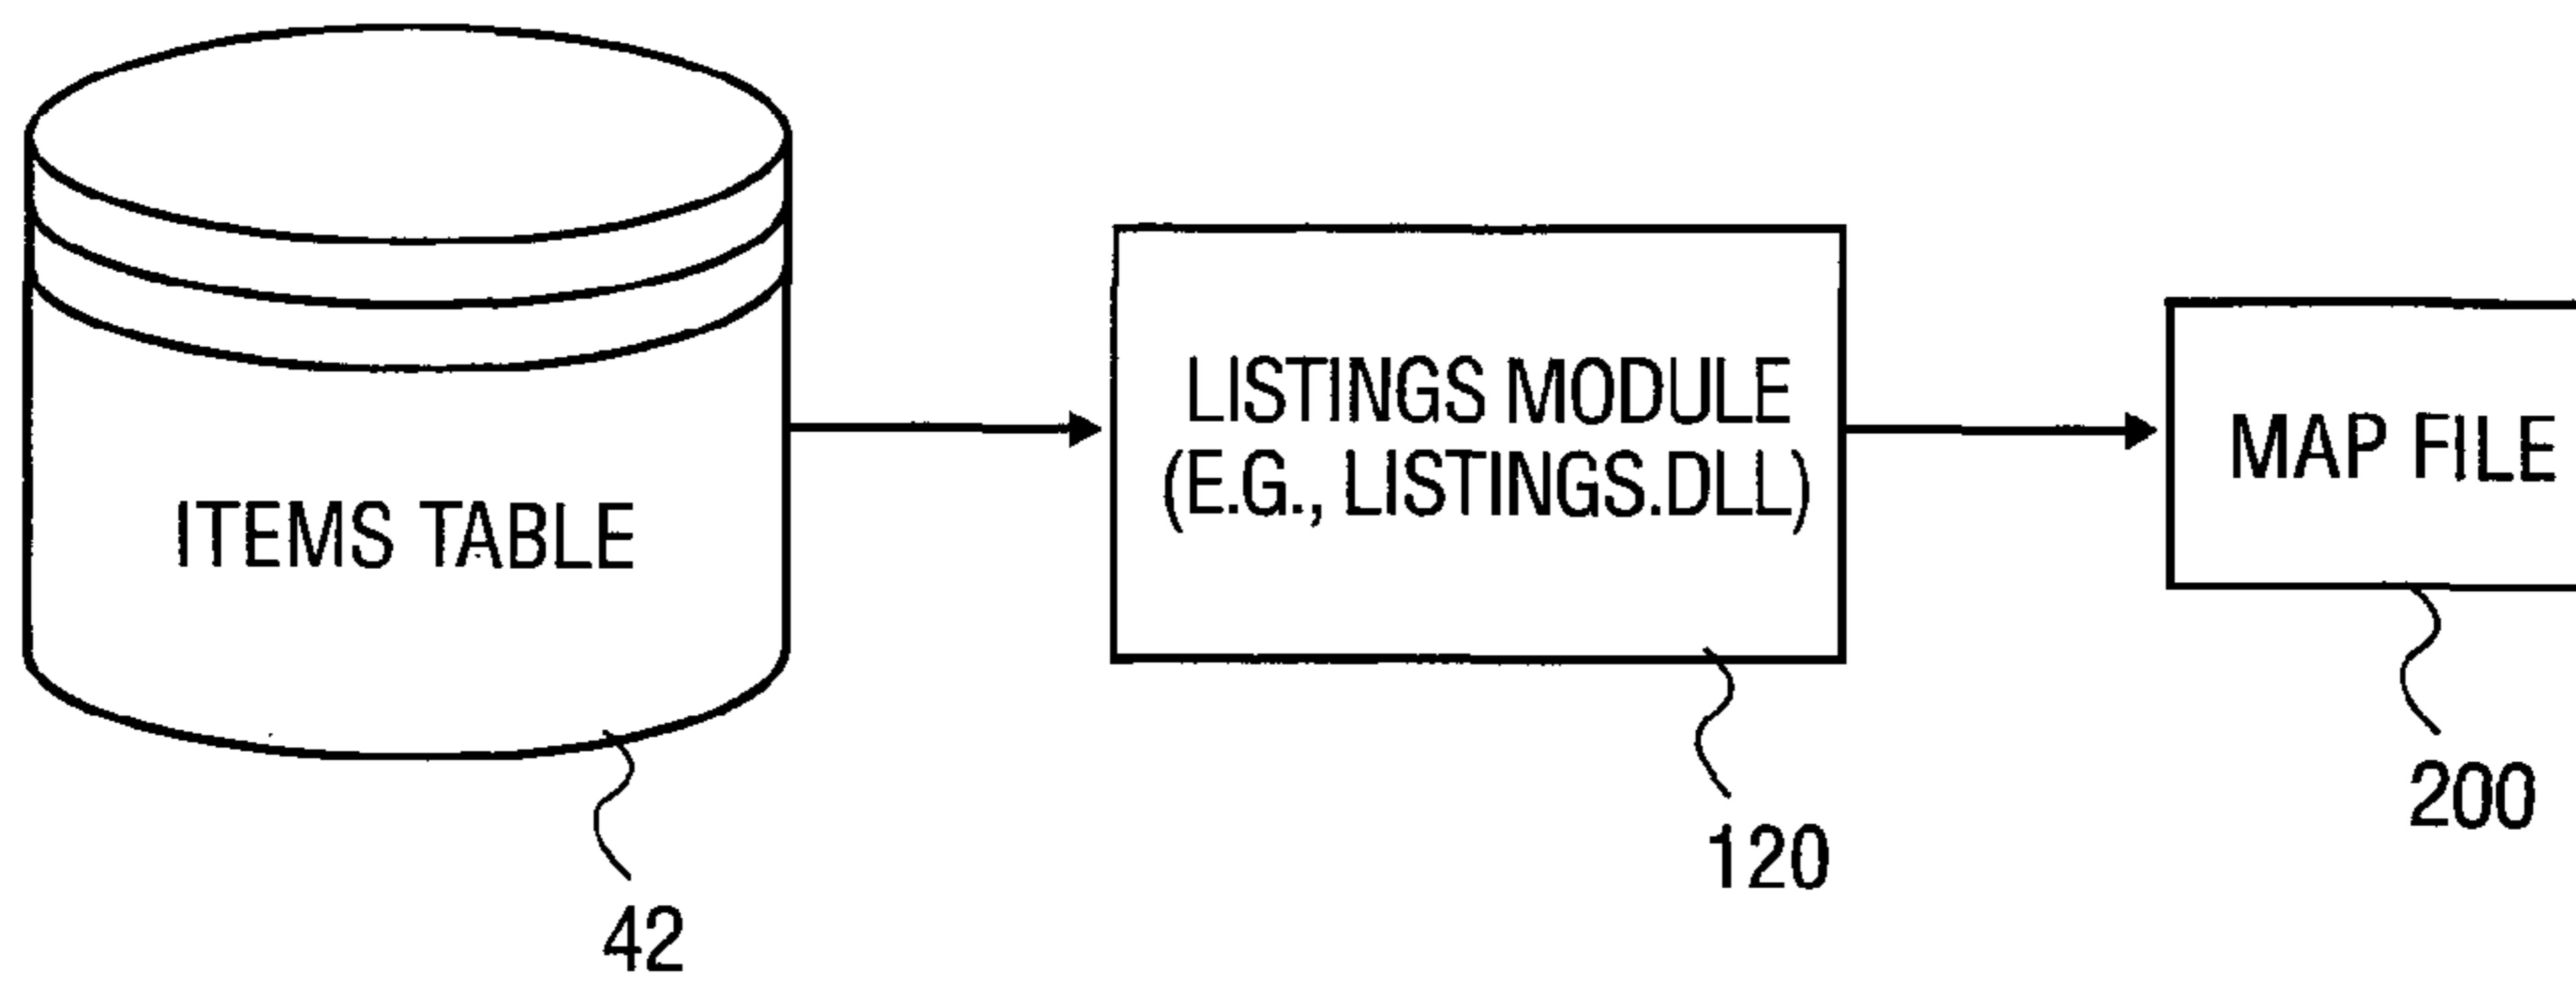 ITEMS TABLE
42
LISTINGS MODULE
(E.G., LISTINGS.DLL)
120
MAP FILE
200